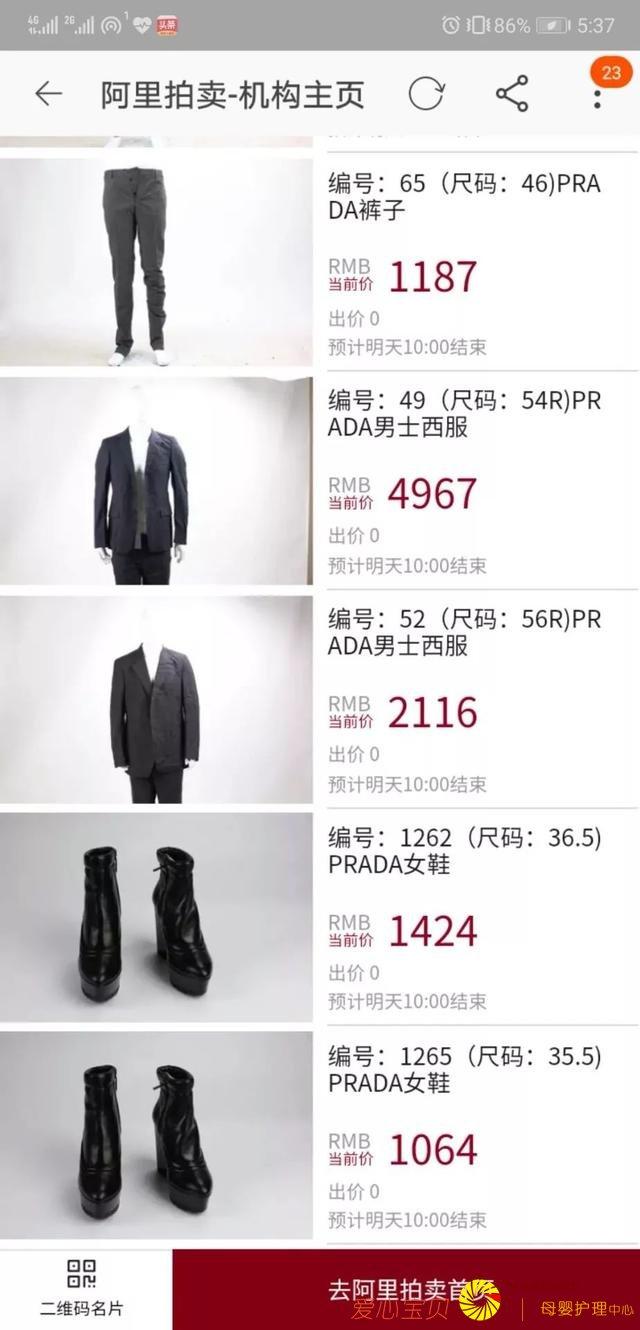 4G
2G
1
头条
86%
5:37
阿里拍卖-机构主页
23
编号：65（尺码：46)PRA
DA裤子
RMB
当前价
1187
出价 0
预计明天10:00结束
编号：49（尺码：54R)PR
ADA男士西服
RMB
当前价
4967
出价 0
预计明天10:00结束
编号：52（尺码：56R)PR
ADA男士西服
RMB
当前价
2116
出价 0
预计明天10:00结束
编号：1262（尺码：36.5)
PRADA女鞋
RMB
当前价
1424
出价 0
预计明天10:00结束
编号：1265（尺码：35.5)
PRADA女鞋
RMB
当前价
1064
出价 0
预计明天10:00结束
二维码名片
去阿里拍卖首
爱心宝贝
母婴护理中心